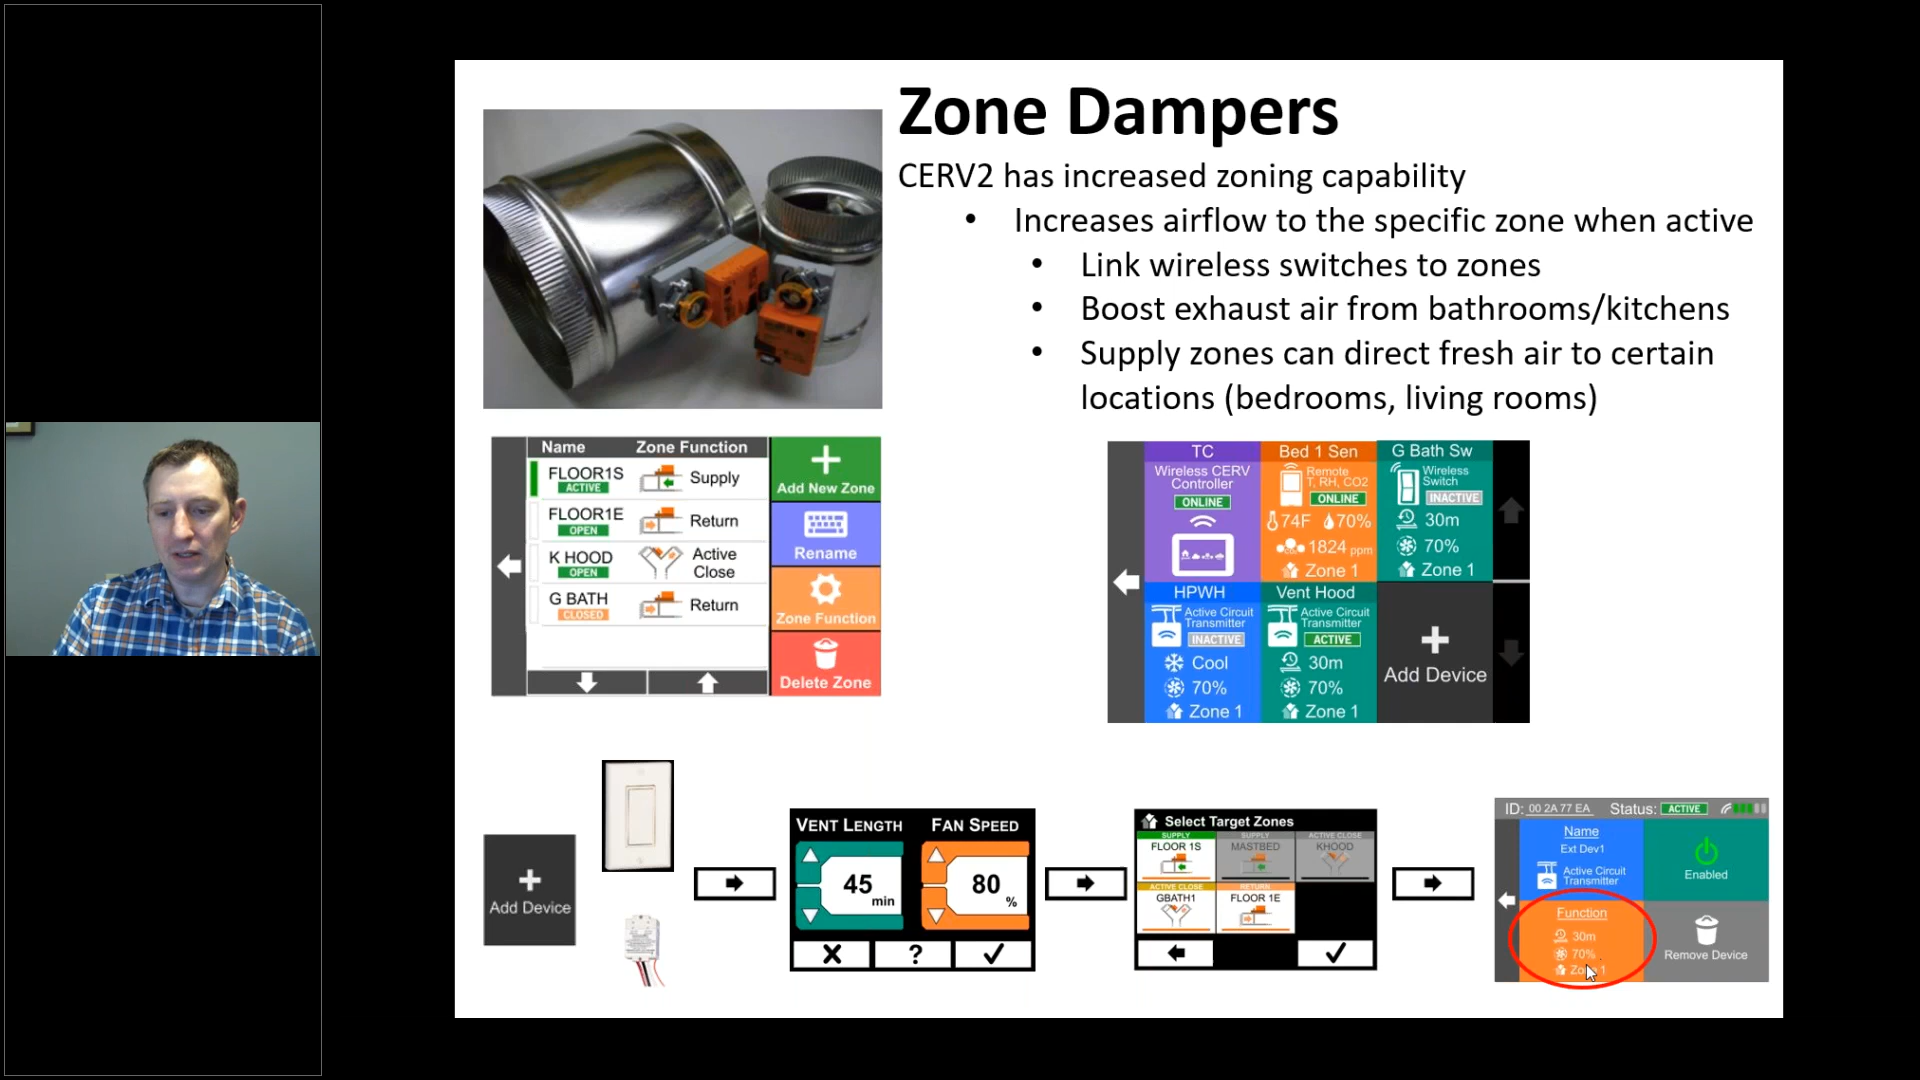 Zone Dampers
CERV2 has increased zoning capability
• Increases airflow to the specific zone when active
• Link wireless switches to zones
• Boost exhaust air from bathrooms/kitchens
• Supply zones can direct fresh air to certain
locations (bedrooms, living rooms)
Name Zone Function
FLOOR1S
ACTIVE
Supply
FLOOR1E
OPEN
Return
K HOOD
OPEN
Active
Close
G BATH
CLOSED
Return
Add New Zone
Rename
Zone Function
Delete Zone
TC
Wireless CERV
Controller
ONLINE
Bed 1 Sen
Remote
T, RH, CO2
ONLINE
74F 70%
1824 ppm
Zone 1
G Bath Sw
Wireless
Switch
INACTIVE
30m
70%
Zone 1
HPWH
Active Circuit
Transmitter
INACTIVE
Cool
70%
Zone 1
Vent Hood
Active Circuit
Transmitter
ACTIVE
30m
70%
Zone 1
+
Add Device
+
Add Device
VENT LENGTH FAN SPEED
45 min
80 %
?
Select Target Zones
SUPPLY
FLOOR 1S
SUPPLY
MASTBED
ACTIVE CLOSE
KHOOD
ACTIVE CLOSE
GBATH1
RETURN
FLOOR 1E
ID: 00 2A 77 EA Status: ACTIVE
Name
Ext Dev1
Active Circuit
Transmitter
Enabled
Function
30m
70%
Zone 1
Remove Device